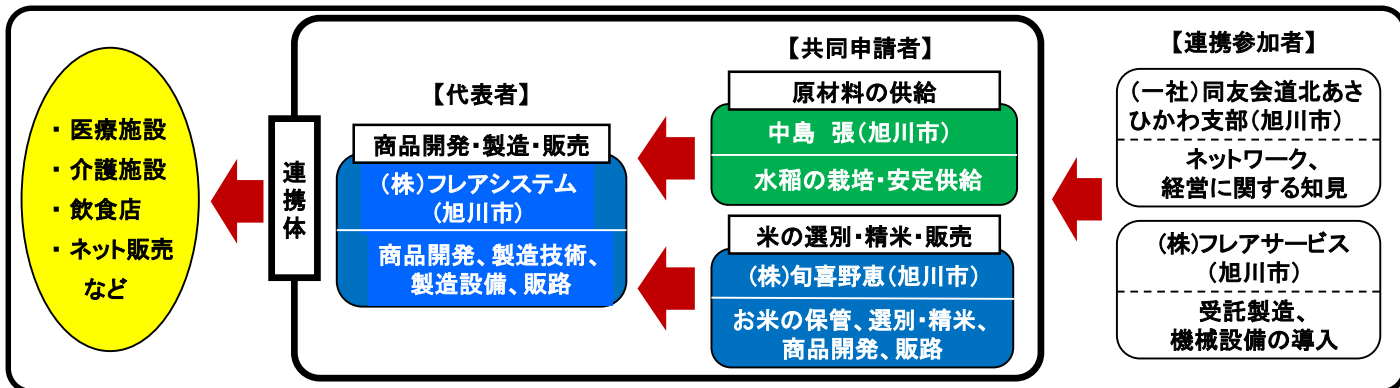 ・ 医療施設
・ 介護施設
・ 飲食店
・ ネット販売
など
連携体
【代表者】
商品開発・製造・販売
(株)フレアシステム
(旭川市)
商品開発、製造技術、
製造設備、販路
【共同申請者】
原材料の供給
中島 張(旭川市)
水稲の栽培・安定供給
米の選別・精米・販売
(株)旬喜野恵(旭川市)
お米の保管、選別・精米、
商品開発、販路
【連携参加者】
(一社)同友会道北あさ
ひかわ支部(旭川市)
ネットワーク、
経営に関する知見
(株)フレアサービス
(旭川市)
受託製造、
機械設備の導入